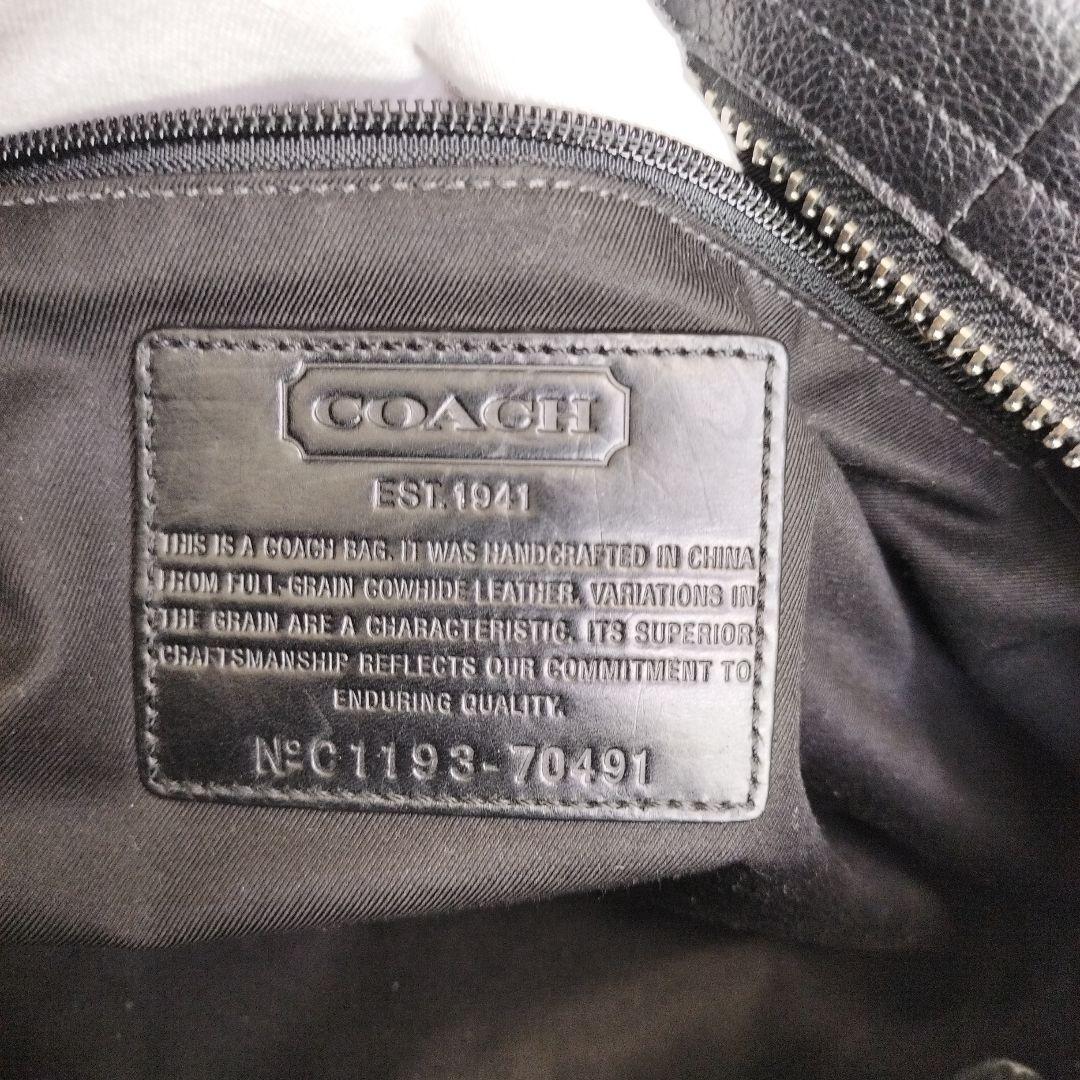 COACH
EST. 1941
THIS IS A COACH BAG. IT WAS HANDCRAFTED IN CHINA
FROM FULL-GRAIN COWHIDE LEATHER. VARIATIONS IN
THE GRAIN ARE A CHARACTERISTIC. ITS SUPERIOR
CRAFTSMANSHIP REFLECTS OUR COMMITMENT TO
ENDURING QUALITY.
NºC1193-70491